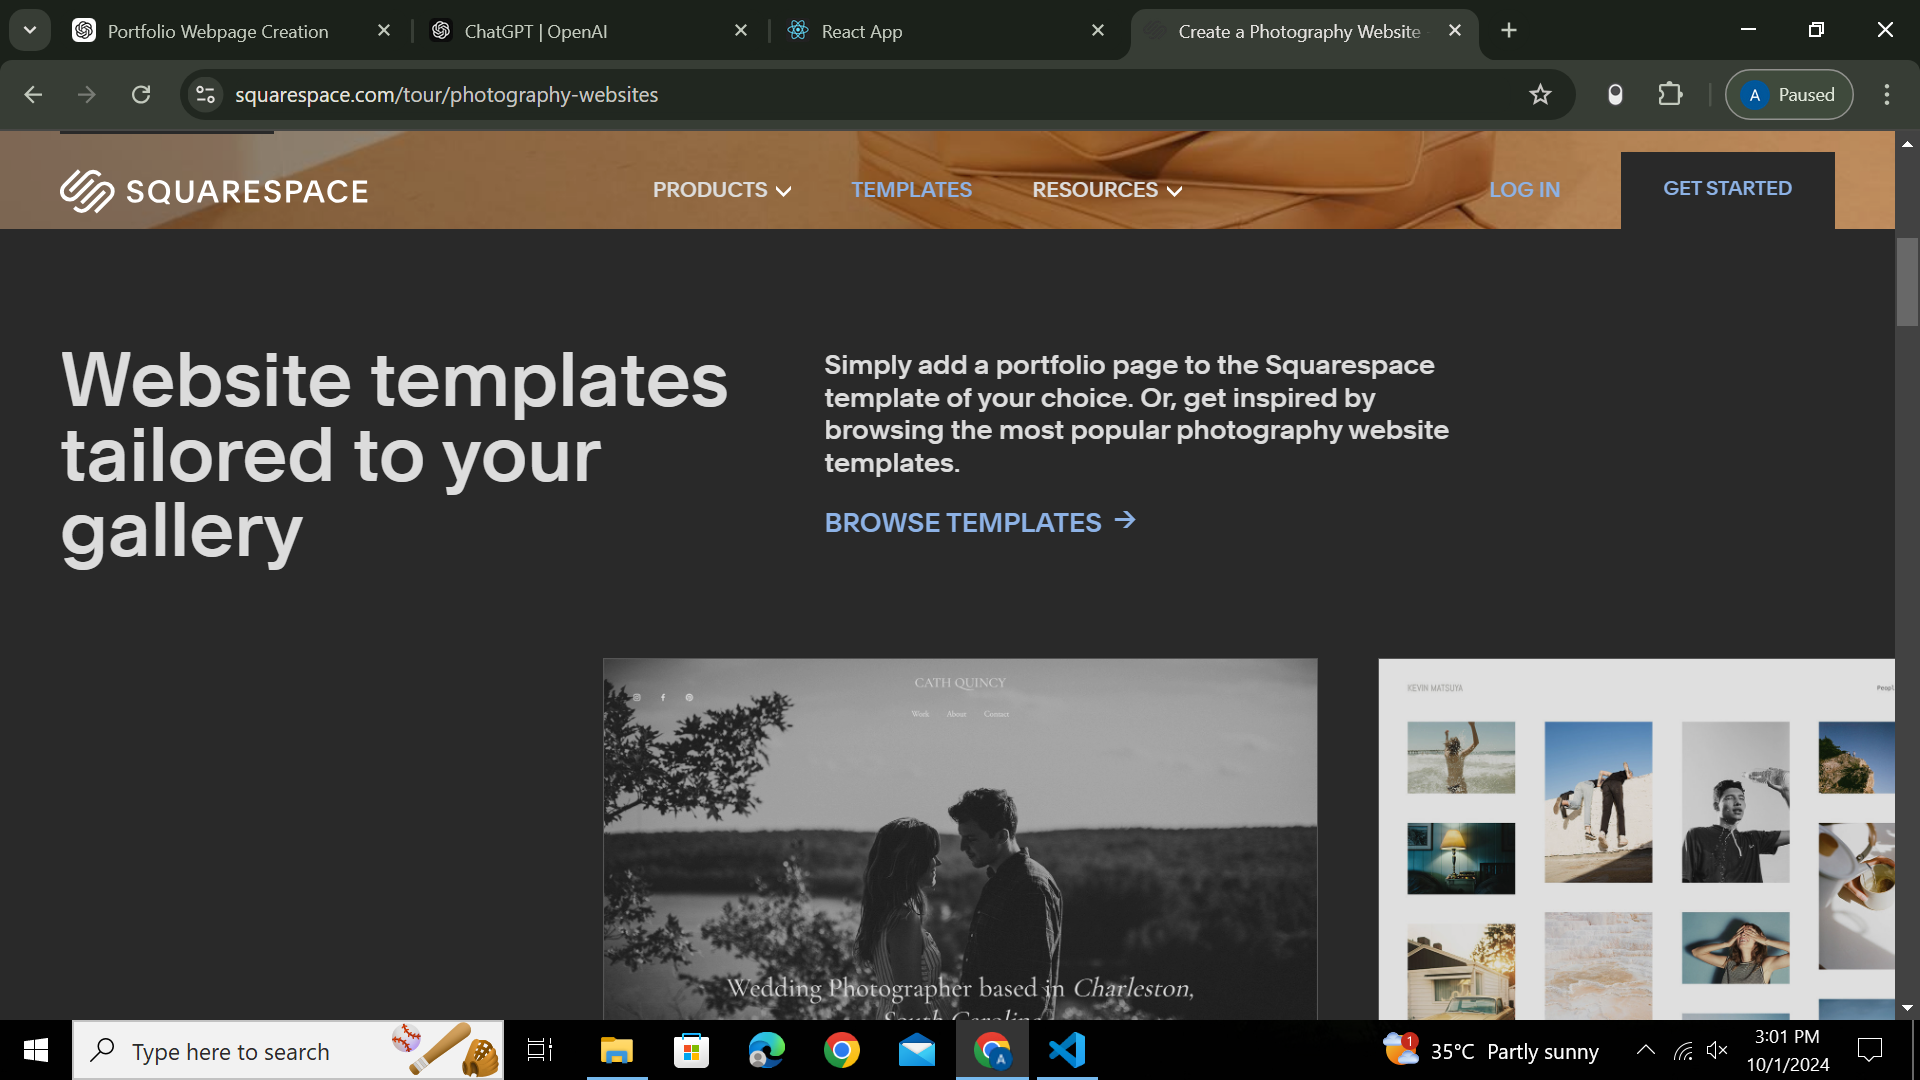 Portfolio Webpage Creation
ChatGPT | OpenAI
React App
Create a Photography Website
squarespace.com/tour/photography-websites
A
Paused
SQUARESPACE
PRODUCTS
TEMPLATES
RESOURCES
LOG IN
GET STARTED
Website templates
tailored to your
gallery
Simply add a portfolio page to the Squarespace
template of your choice. Or, get inspired by
browsing the most popular photography website
templates.
BROWSE TEMPLATES →
CATH QUINCY
Work About Contact
Wedding Photographer based in Charleston,
South Carolina
KEVIN MATSUYA
Type here to search
A
1
35°C Partly sunny
3:01 PM
10/1/2024